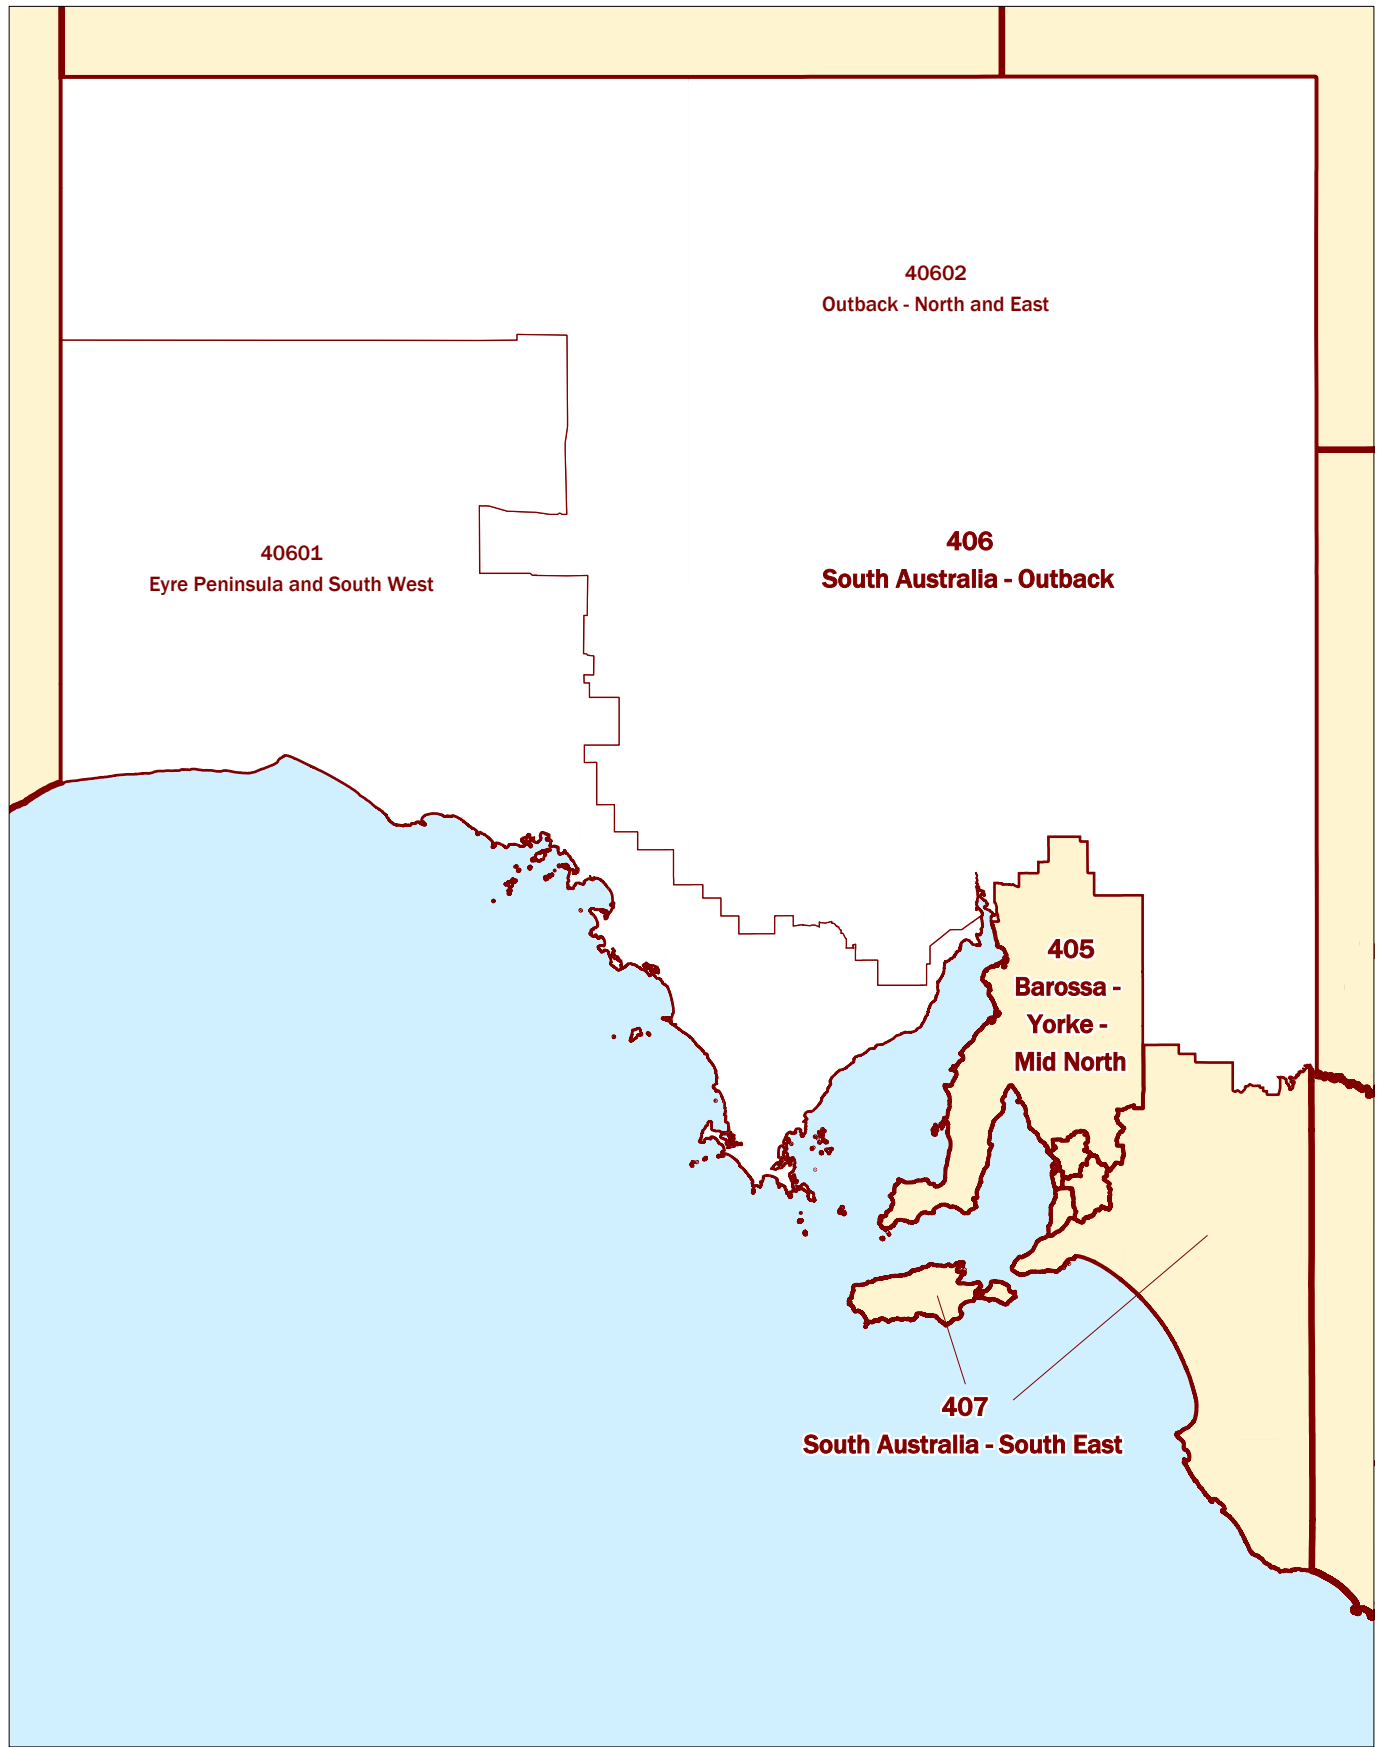 40602
Outback - North and East
406
South Australia - Outback
40601
Eyre Peninsula and South West
405
Barossa -
Yorke -
Mid North
407
South Australia - South East